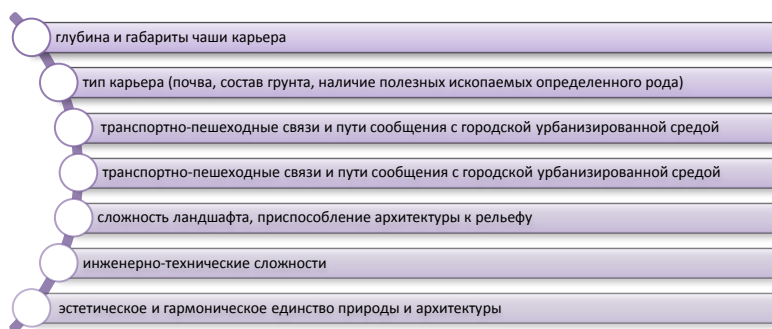 глубина и габариты чаши карьера
тип карьера (почва, состав грунта, наличие полезных ископаемых определенного рода)
транспортно-пешеходные связи и пути сообщения с городской урбанизированной средой
транспортно-пешеходные связи и пути сообщения с городской урбанизированной средой
сложность ландшафта, приспособление архитектуры к рельефу
инженерно-технические сложности
эстетическое и гармоническое единство природы и архитектуры